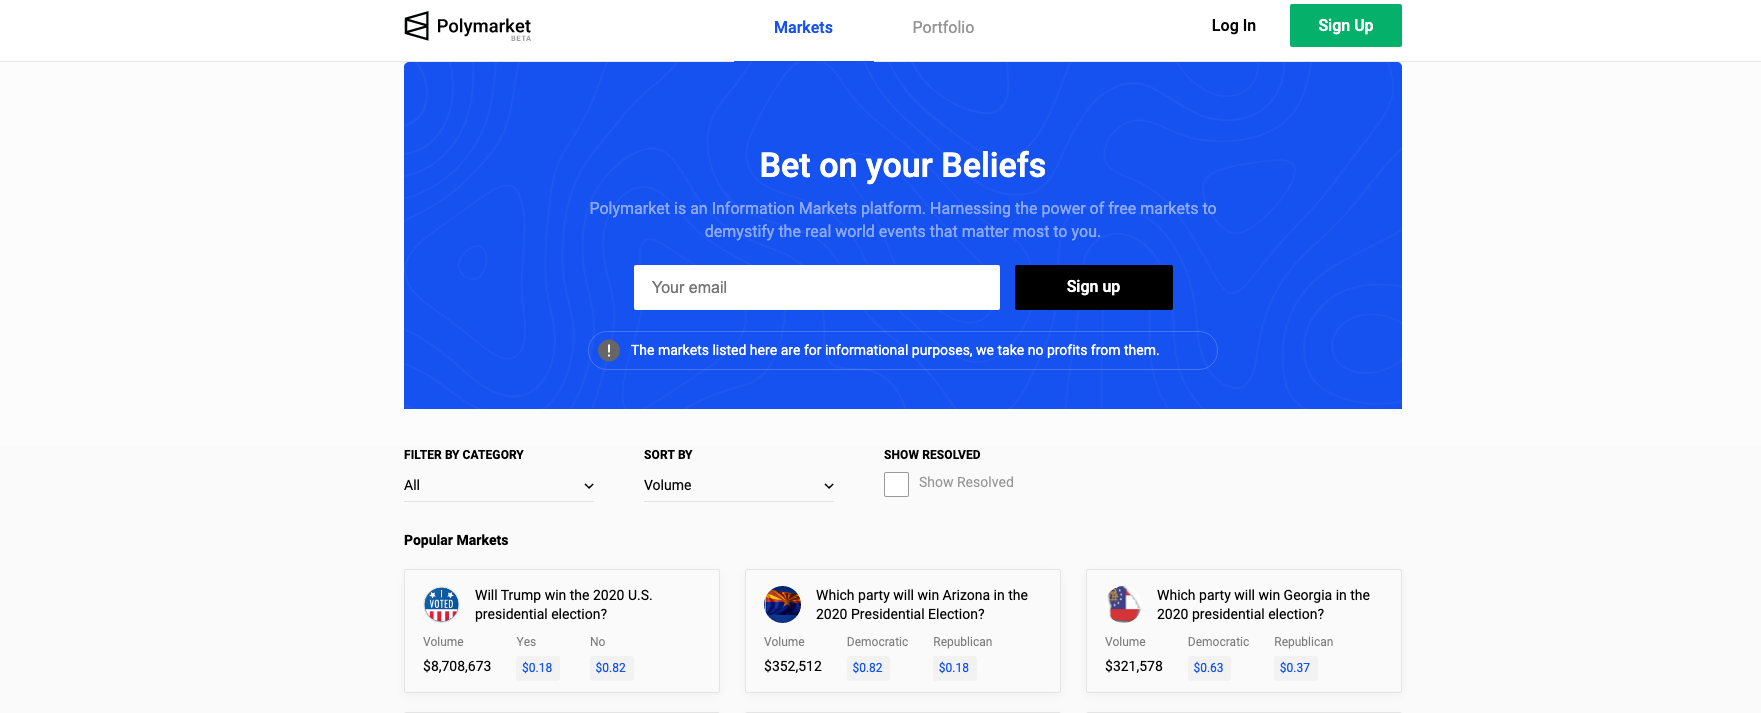 Polymarket
BETA
Markets
Portfolio
Log In
Sign Up
Bet on your Beliefs
Polymarket is an Information Markets platform. Harnessing the power of free markets to
demystify the real world events that matter most to you.
Your email
Sign up
! The markets listed here are for informational purposes, we take no profits from them.
FILTER BY CATEGORY
All
SORT BY
Volume
SHOW RESOLVED
Show Resolved
Popular Markets
I
VOTED
Will Trump win the 2020 U.S.
presidential election?
Volume Yes No
$8,708,673 $0.18 $0.82
Which party will win Arizona in the
2020 Presidential Election?
Volume Democratic Republican
$352,512 $0.82 $0.18
Which party will win Georgia in the
2020 presidential election?
Volume Democratic Republican
$321,578 $0.63 $0.37